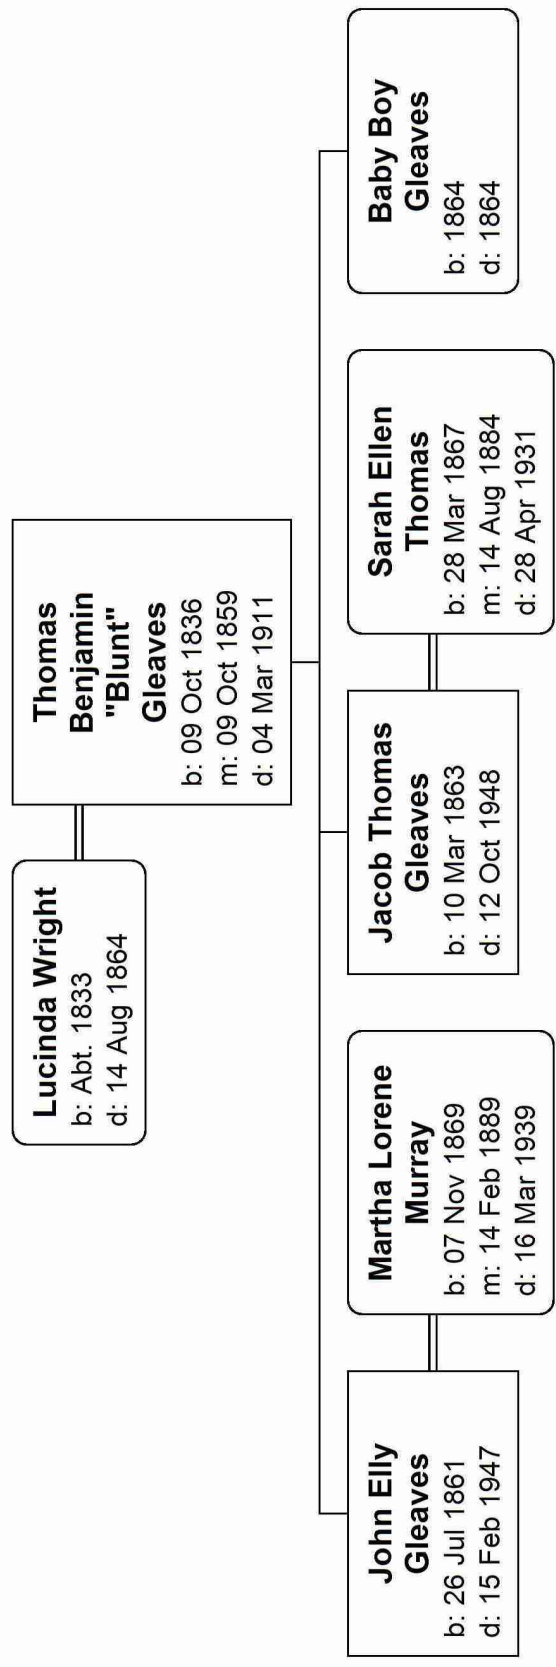 Lucinda Wright
b: Abt. 1833
d: 14 Aug 1864
Thomas
Benjamin
"Blunt"
Gleaves
b: 09 Oct 1836
m: 09 Oct 1859
d: 04 Mar 1911
John Elly
Gleaves
b: 26 Jul 1861
d: 15 Feb 1947
Martha Lorene
Murray
b: 07 Nov 1869
m: 14 Feb 1889
d: 16 Mar 1939
Jacob Thomas
Gleaves
b: 10 Mar 1863
d: 12 Oct 1948
Sarah Ellen
Thomas
b: 28 Mar 1867
m: 14 Aug 1884
d: 28 Apr 1931
Baby Boy
Gleaves
b: 1864
d: 1864